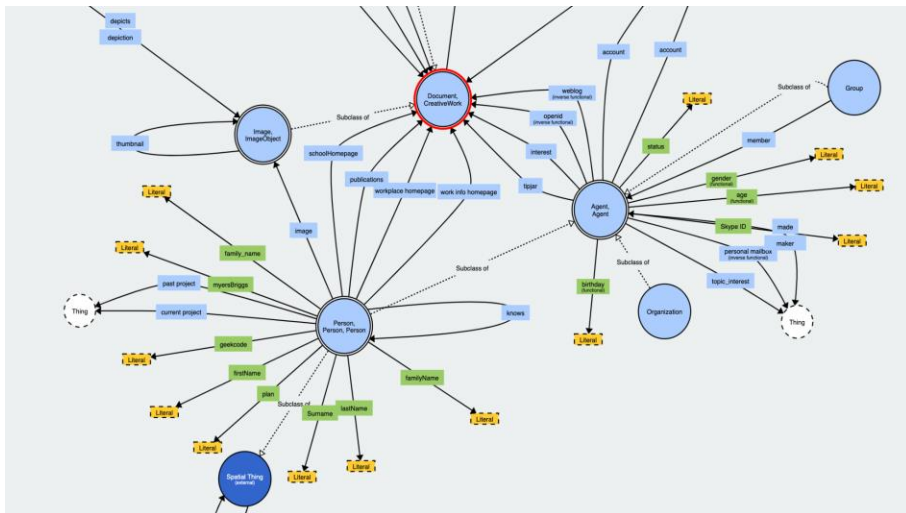 depicts
depiction
account
account
Document,
CreativeWork
weblog
(inverse functional)
Subclass of
Group
Literal
Subclass of
openid
(inverse functional)
Image,
ImageObject
thumbnail
schoolHomepage
interest
status
member
Literal
publications
gender
(functional)
workplace homepage
work info homepage
tipjar
age
(functional)
Literal
Literal
Agent,
Agent
Skype ID
made
image
family_name
Literal
maker
Literal
personal mailbox
(inverse functional)
Subclass of
Subclass of
past project
myersBriggs
birthday
(functional)
topic_interest
Thing
current project
Person,
Person, Person
knows
Organization
Thing
geekcode
Literal
Literal
firstName
familyName
plan
Subclass of
Surname
lastName
Literal
Literal
Literal
Literal
Literal
Spatial Thing
(external)